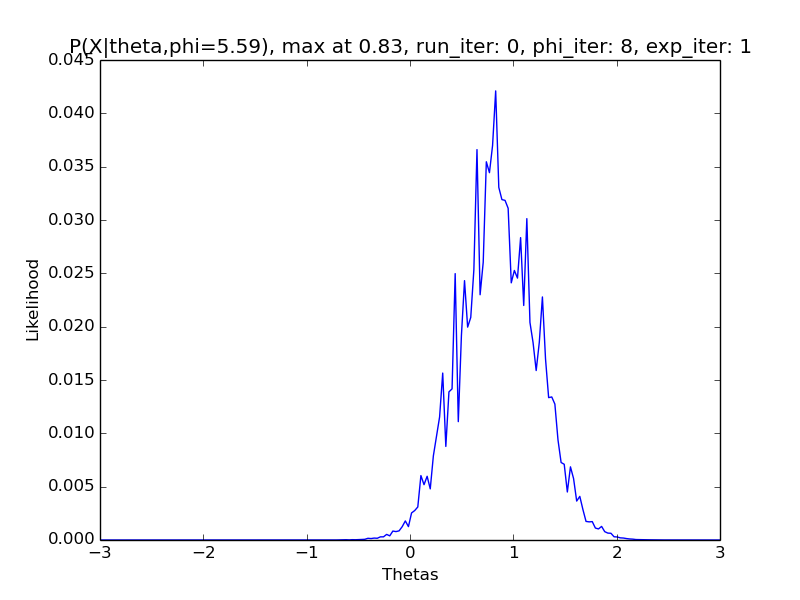 P(X|theta,phi=5.59), max at 0.83, run_iter: 0, phi_iter: 8, exp_iter: 1
0.045
0.040
0.035
0.030
0.025
0.020
0.015
0.010
0.005
0.000
Likelihood
−3 −2 −1 0 1 2 3
Thetas